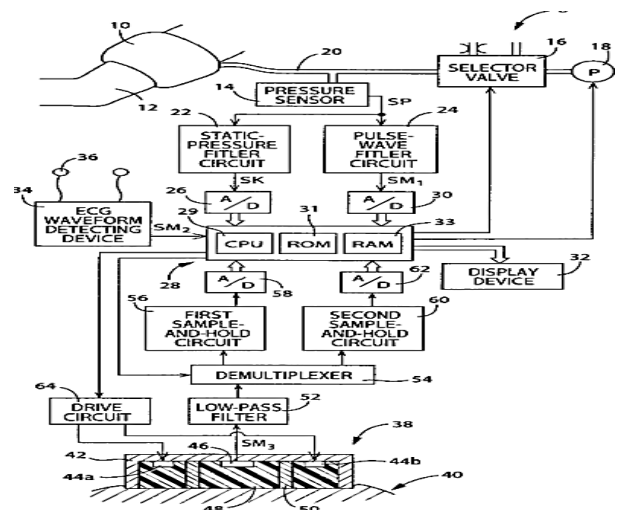 10
20
16
18
SELECTOR
VALVE
P
12
14
PRESSURE
SENSOR
SP
22
24
STATIC-
PRESSURE
FITLER
CIRCUIT
PULSE-
WAVE
FITLER
CIRCUIT
36
34
SK
SM1
26
A/D
A/D
30
ECG
WAVEFORM
DETECTING
DEVICE
SM2
29
31
33
CPU
ROM
RAM
28
A/D
58
A/D
62
DISPLAY
DEVICE
32
56
FIRST
SAMPLE-
AND-HOLD
CIRCUIT
SECOND
SAMPLE-
AND-HOLD
CIRCUIT
60
DEMULTIPLEXER
54
64
DRIVE
CIRCUIT
LOW-PASS
FILTER
52
38
42
46
SM3
44a
44b
40
48
50